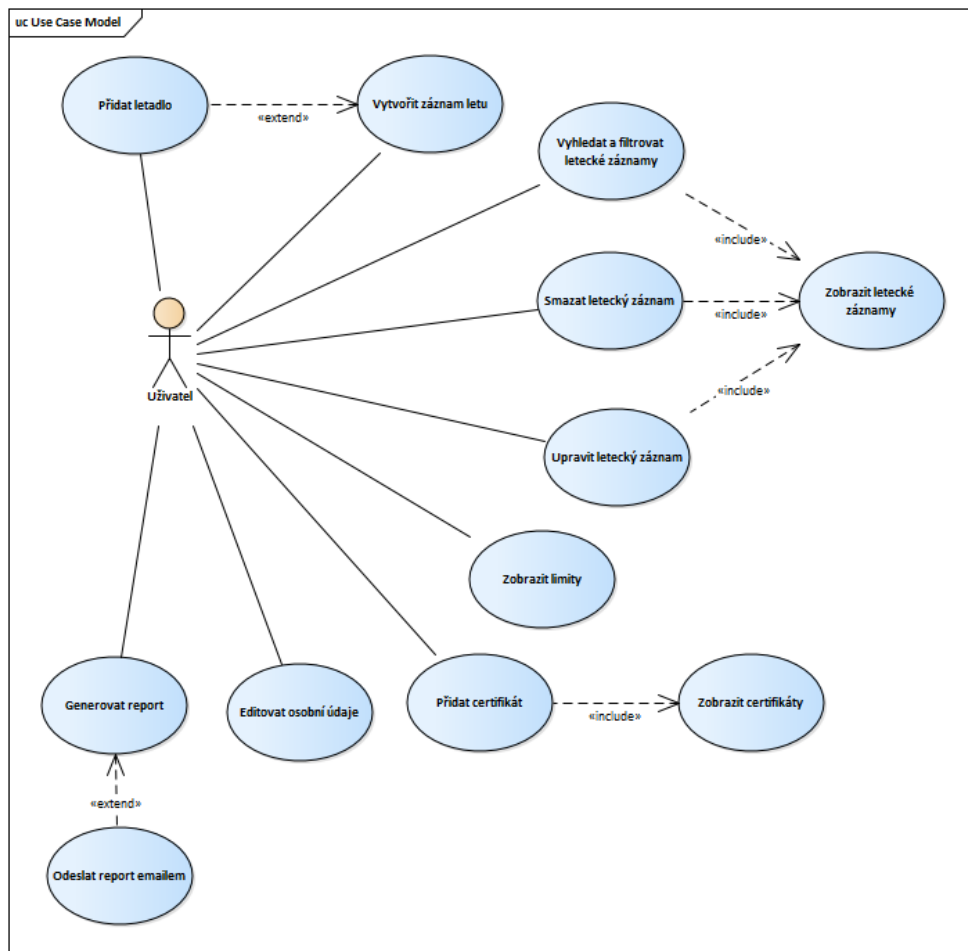 uc Use Case Model
Přidat letadlo
«extend»
Vytvořit záznam letu
Vyhledat a filtrovat
letecké záznamy
«include»
Smazat letecký záznam
«include»
Zobrazit letecké
záznamy
«include»
Uživatel
Upravit letecký záznam
Zobrazit limity
Generovat report
Editovat osobní údaje
Přidat certifikát
«include»
Zobrazit certifikáty
«extend»
Odeslat report emailem